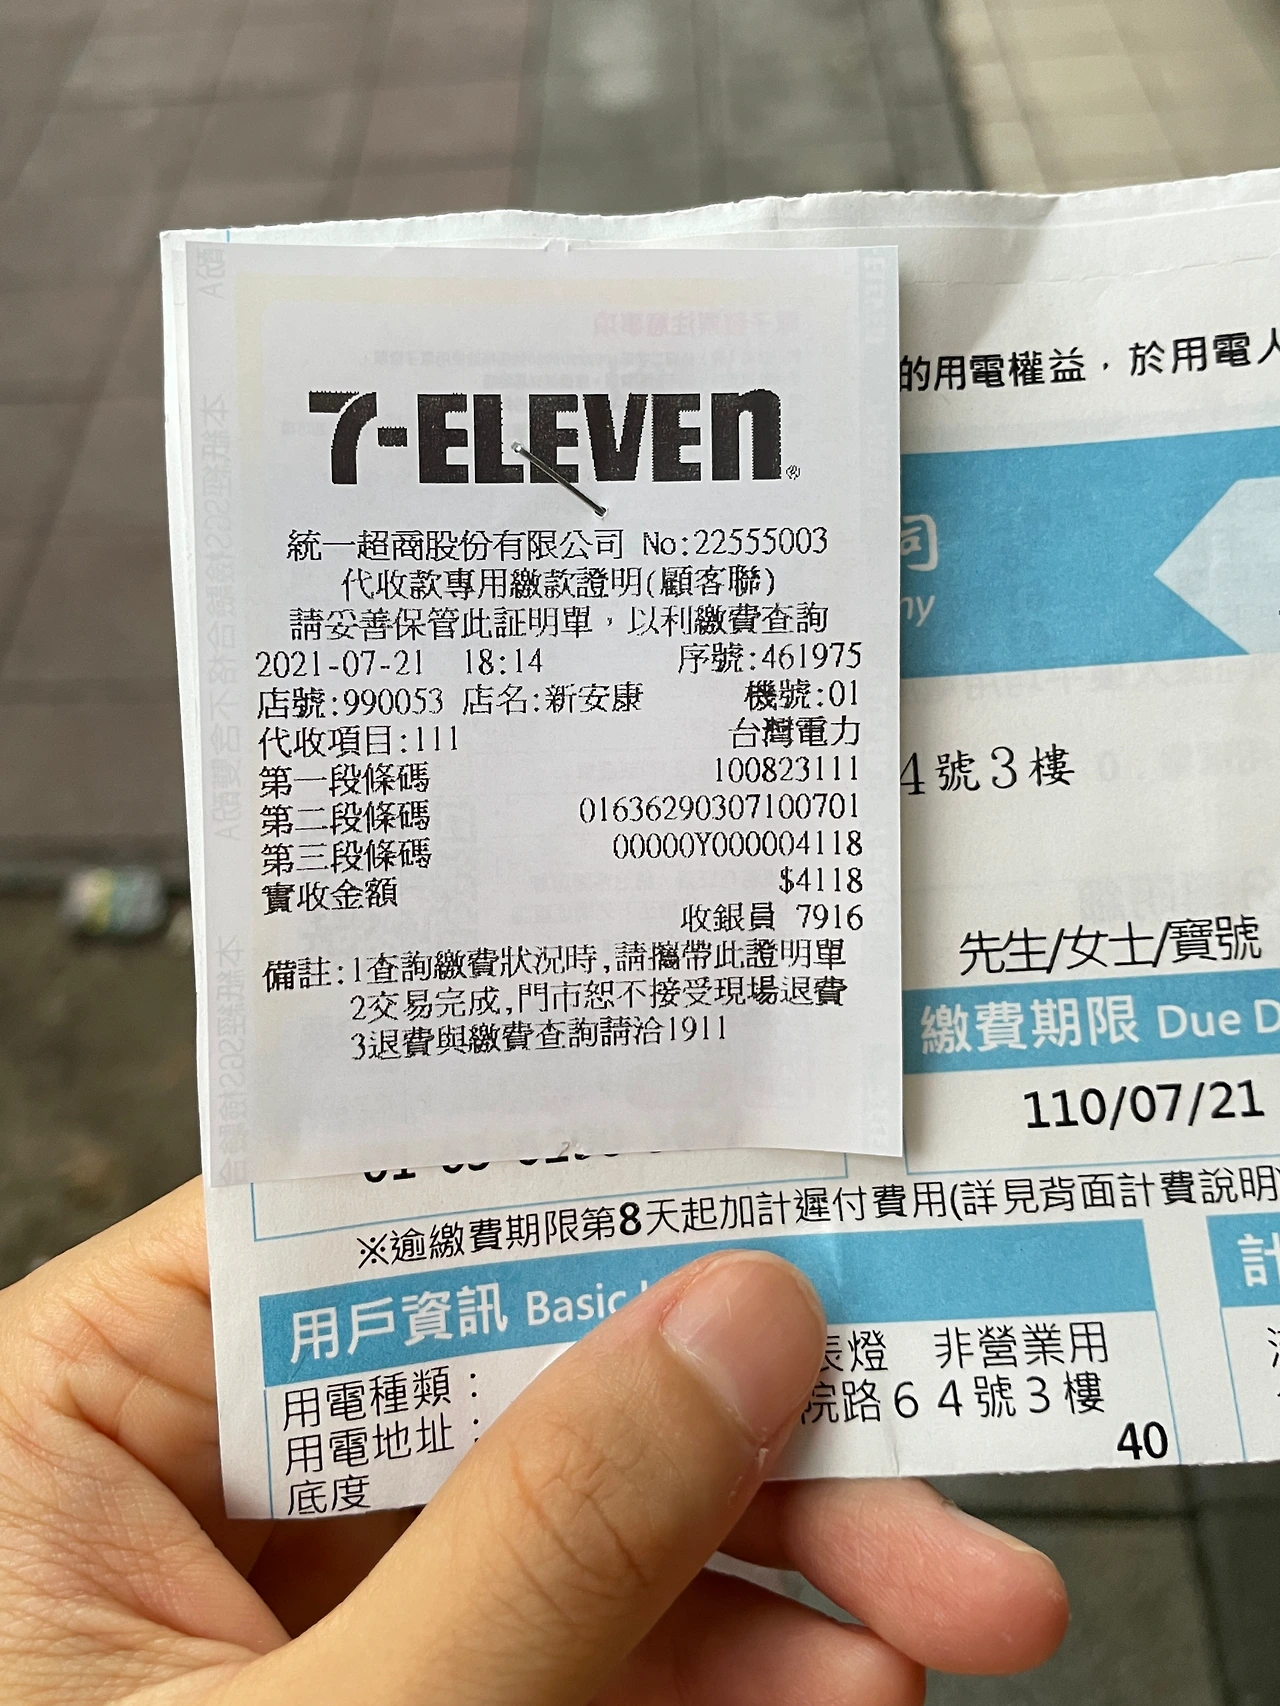 7-ELEVEN®
統一超商股份有限公司 No:22555003
代收款專用繳款證明(顧客聯)
請妥善保管此証明單，以利繳費查詢
2021-07-21 18:14 序號:461975
店號:990053 店名:新安康 機號:01
代收項目:111 台灣電力
第一段條碼 100823111
第二段條碼 01636290307100701
第三段條碼 00000Y000004118
實收金額 $4118
收銀員 7916
備註:1查詢繳費狀況時,請攜帶此證明單
2交易完成,門市恕不接受現場退費
3退費與繳費查詢請洽1911
的用電權益，於用電人
司
ny
4號3樓
先生/女士/寶號
繳費期限 Due D
110/07/21
※逾繳費期限第8天起加計遲付費用(詳見背面計費說明)
用戶資訊 Basic
計
用電種類： 表燈 非營業用
用電地址： 院路64號3樓
底度 40